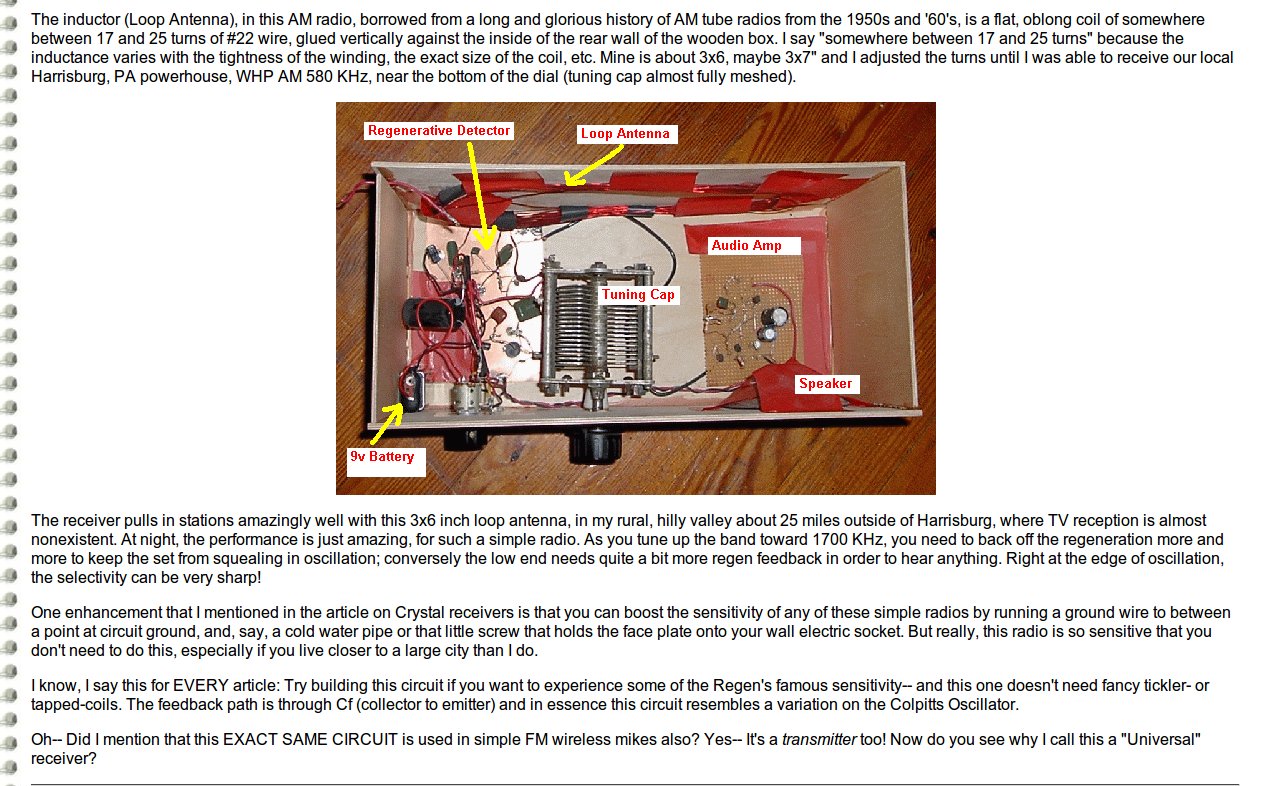 The inductor (Loop Antenna), in this AM radio, borrowed from a long and glorious history of AM tube radios from the 1950s and '60's, is a flat, oblong coil of somewhere
between 17 and 25 turns of #22 wire, glued vertically against the inside of the rear wall of the wooden box. I say "somewhere between 17 and 25 turns" because the
inductance varies with the tightness of the winding, the exact size of the coil, etc. Mine is about 3x6, maybe 3x7" and I adjusted the turns until I was able to receive our local
Harrisburg, PA powerhouse, WHP AM 580 KHz, near the bottom of the dial (tuning cap almost fully meshed).
Regenerative Detector
Loop Antenna
Audio Amp
Tuning Cap
Speaker
9v Battery
The receiver pulls in stations amazingly well with this 3x6 inch loop antenna, in my rural, hilly valley about 25 miles outside of Harrisburg, where TV reception is almost
nonexistent. At night, the performance is just amazing, for such a simple radio. As you tune up the band toward 1700 KHz, you need to back off the regeneration more and
more to keep the set from squealing in oscillation; conversely the low end needs quite a bit more regen feedback in order to hear anything. Right at the edge of oscillation,
the selectivity can be very sharp!
One enhancement that I mentioned in the article on Crystal receivers is that you can boost the sensitivity of any of these simple radios by running a ground wire to between
a point at circuit ground, and, say, a cold water pipe or that little screw that holds the face plate onto your wall electric socket. But really, this radio is so sensitive that you
don't need to do this, especially if you live closer to a large city than I do.
I know, I say this for EVERY article: Try building this circuit if you want to experience some of the Regen's famous sensitivity-- and this one doesn't need fancy tickler- or
tapped-coils. The feedback path is through Cf (collector to emitter) and in essence this circuit resembles a variation on the Colpitts Oscillator.
Oh-- Did I mention that this EXACT SAME CIRCUIT is used in simple FM wireless mikes also? Yes-- It's a transmitter too! Now do you see why I call this a "Universal"
receiver?